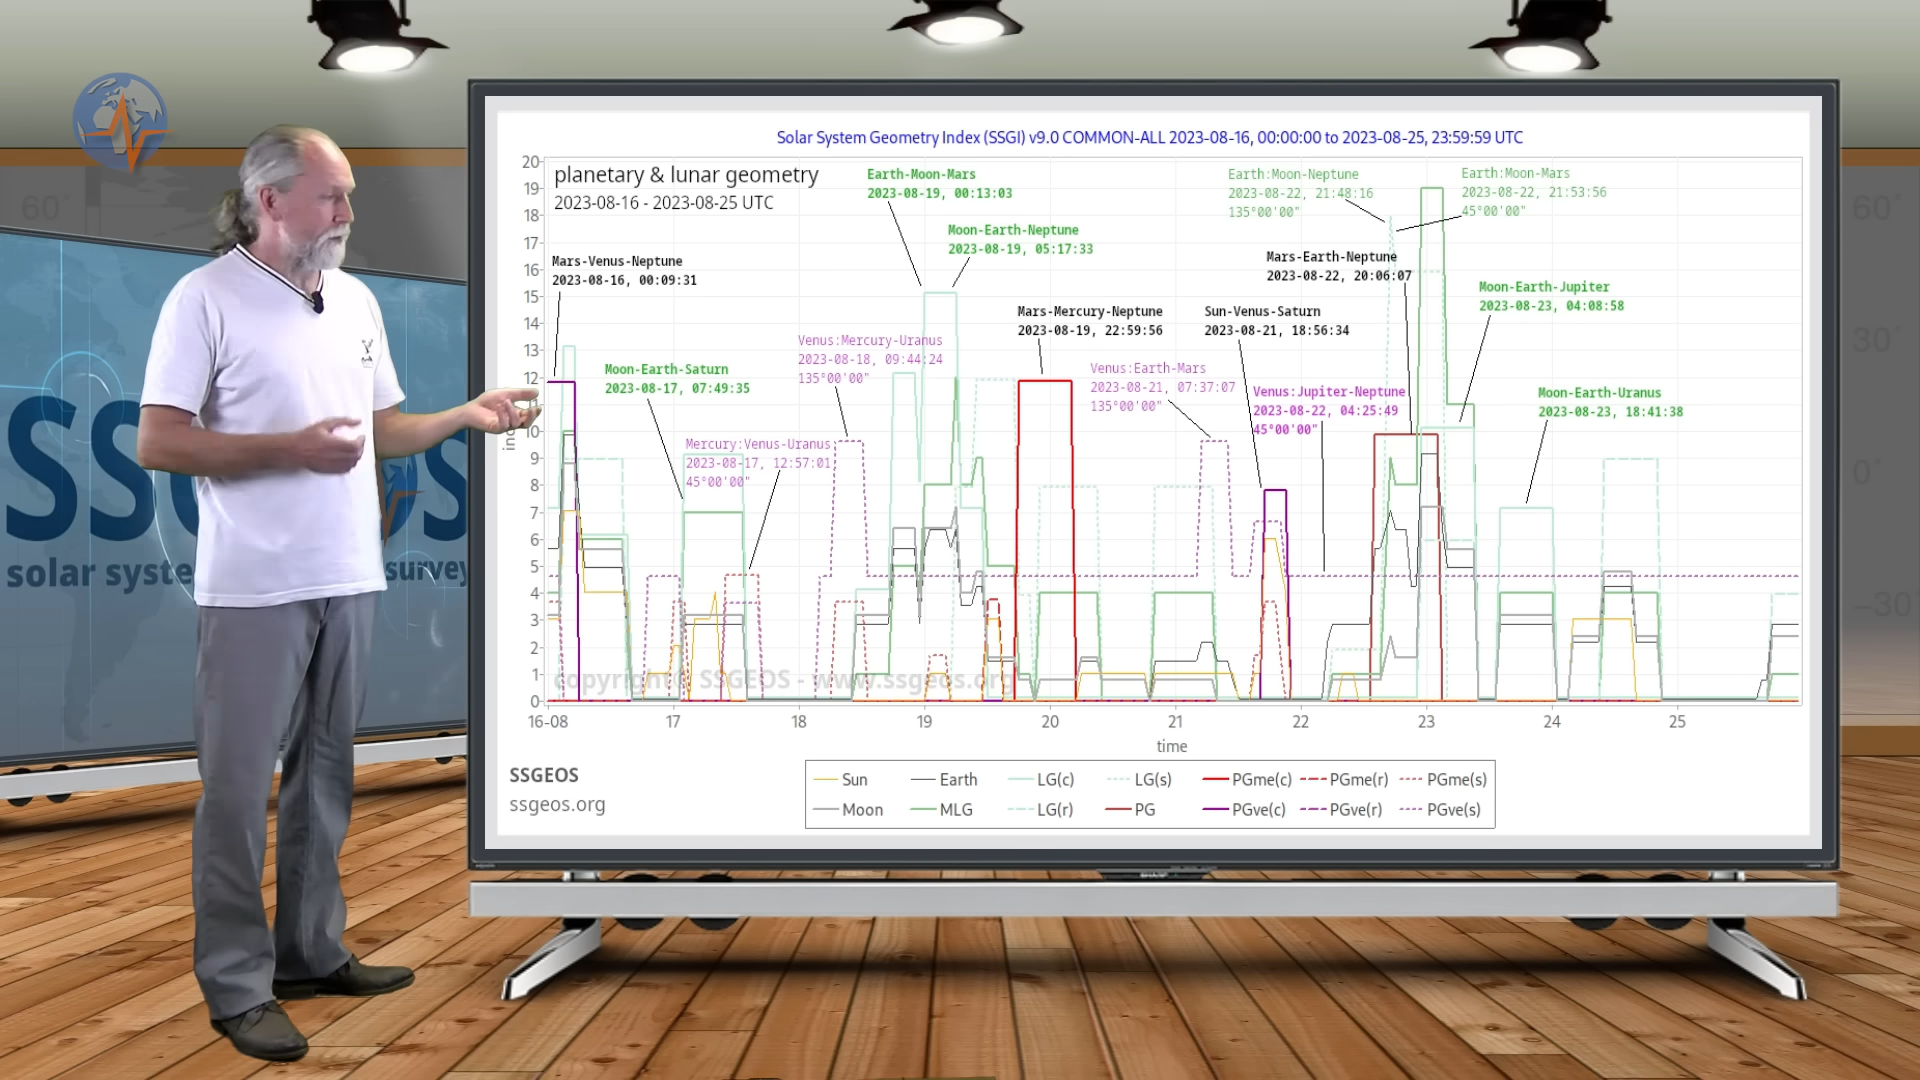 Solar System Geometry Index (SSGI) v9.0 COMMON-ALL 2023-08-16, 00:00:00 to 2023-08-25, 23:59:59 UTC
planetary & lunar geometry
2023-08-16 - 2023-08-25 UTC
Earth-Moon-Mars
2023-08-19, 00:13:03
Earth:Moon-Neptune
2023-08-22, 21:48:16
135°00'00"
Earth:Moon-Mars
2023-08-22, 21:53:56
45°00'00"
Moon-Earth-Neptune
2023-08-19, 05:17:33
Mars-Venus-Neptune
2023-08-16, 00:09:31
Mars-Earth-Neptune
2023-08-22, 20:06:07
Moon-Earth-Jupiter
2023-08-23, 04:08:58
Mars-Mercury-Neptune
2023-08-19, 22:59:56
Sun-Venus-Saturn
2023-08-21, 18:56:34
Venus:Mercury-Uranus
2023-08-18, 09:44:24
135°00'00"
Moon-Earth-Saturn
2023-08-17, 07:49:35
Venus:Earth-Mars
2023-08-21, 07:37:07
135°00'00"
Venus:Jupiter-Neptune
2023-08-22, 04:25:49
45°00'00"
Moon-Earth-Uranus
2023-08-23, 18:41:38
Mercury:Venus-Uranus
2023-08-17, 12:57:01
45°00'00"
20
19
18
17
16
15
14
13
12
10
9
8
7
6
5
4
3
2
1
0
copyright © SSGEOS - www.ssgeos.org
16-08 17 18 19 20 21 22 23 24 25
time
SSGEOS
ssgeos.org
Sun Earth LG(c) LG(s) PGme(c) PGme(r) PGme(s)
Moon MLG LG(r) PG PGve(c) PGve(r) PGve(s)
solar syste
survey
60°
60°
30°
0°
-30°